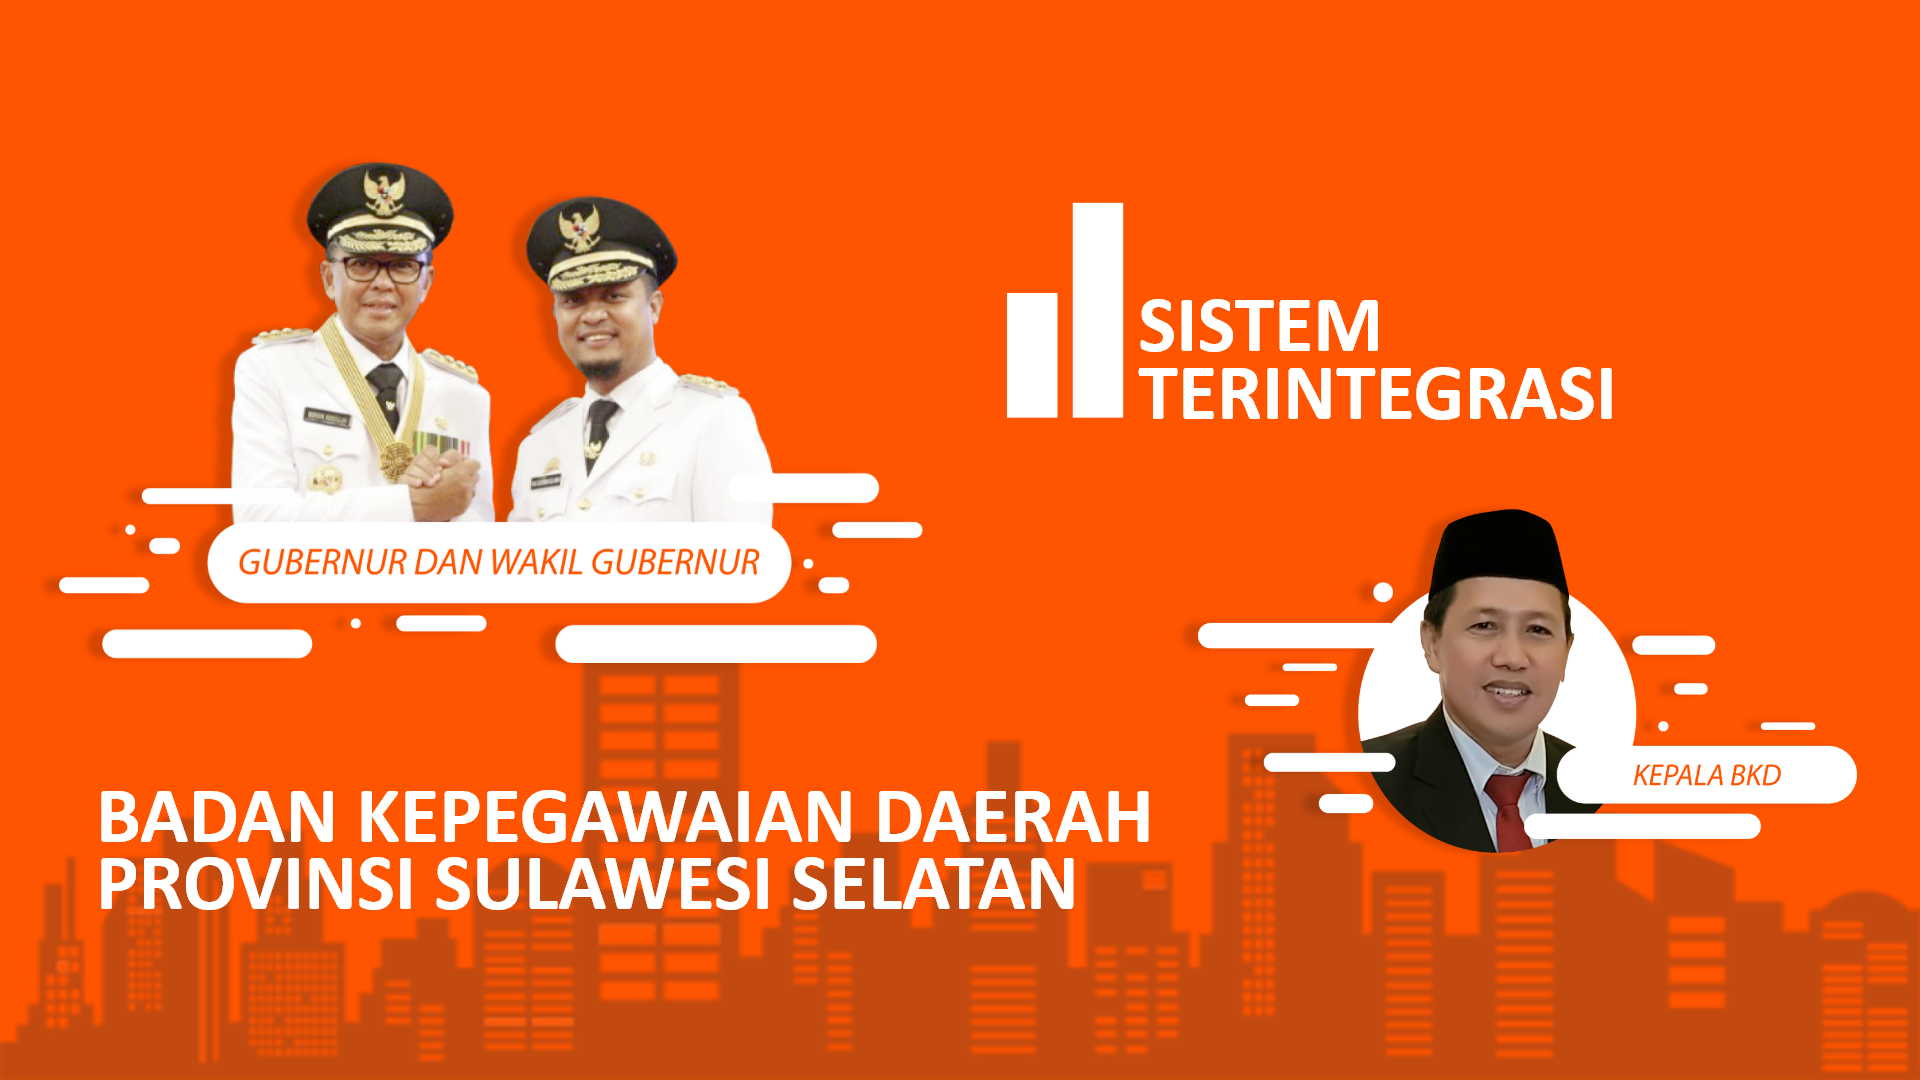 SISTEM
TERINTEGRASI
GUBERNUR DAN WAKIL GUBERNUR
KEPALA BKD
BADAN KEPEGAWAIAN DAERAH
PROVINSI SULAWESI SELATAN